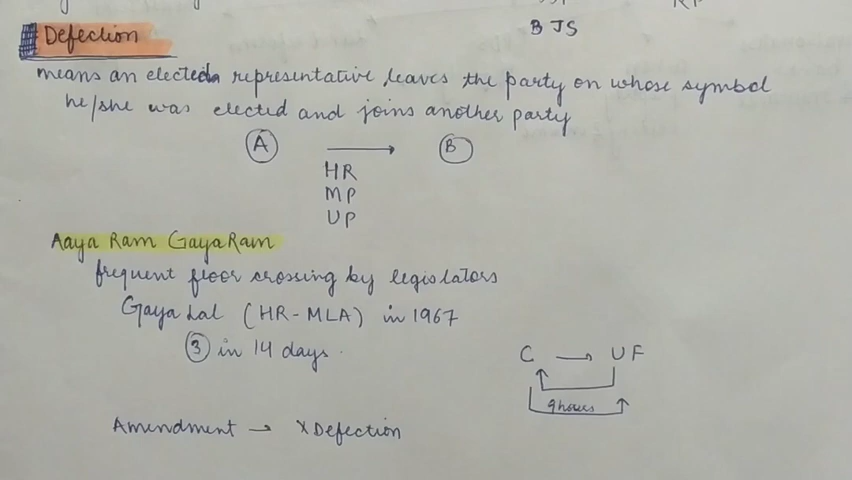 BJS
Defection
means an elected representative leaves the party on whose symbol
he/she was elected and joins another party
A → B
HR
MP
UP
Aaya Ram Gaya Ram
frequent floor crossing by legislators
Gaya Lal (HR-MLA) in 1967
3 in 14 days.
C → UF
9 hours
Amendment → X Defection